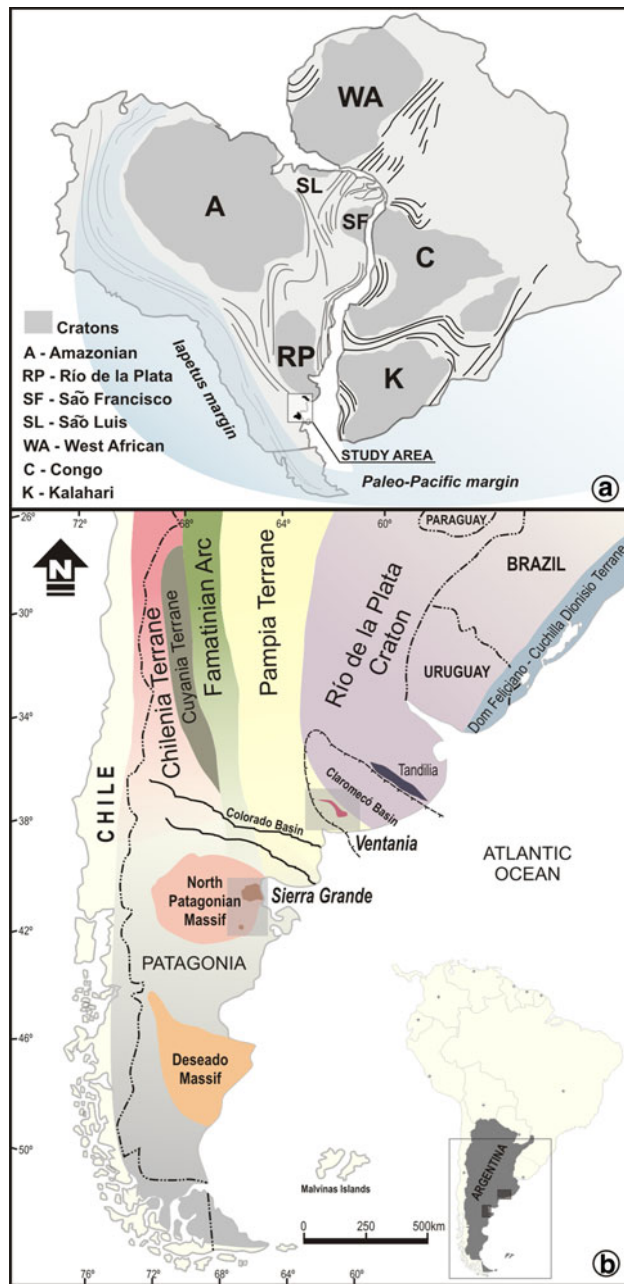 WA
SL
A
SF
C
RP
K
Cratons
A - Amazonian
RP - Río de la Plata
SF - São Francisco
SL - São Luis
WA - West African
C - Congo
K - Kalahari
Iapetus margin
STUDY AREA
Paleo-Pacific margin
a
26°
72°
68°
64°
60°
PARAGUAY
N
BRAZIL
30°
Chilenia Terrane
Cuyania Terrane
Famatinian Arc
Pampia Terrane
Río de la Plata
Craton
URUGUAY
Dom Feliciano - Cuchilla Dionisio Terrane
34°
CHILE
Tandilia
Claromecó Basin
Colorado Basin
38°
Ventania
ATLANTIC
OCEAN
North
Patagonian
Massif
Sierra Grande
42°
PATAGONIA
46°
Deseado
Massif
50°
Malvinas Islands
ARGENTINA
0
250
500km
76°
72°
68°
64°
60°
b